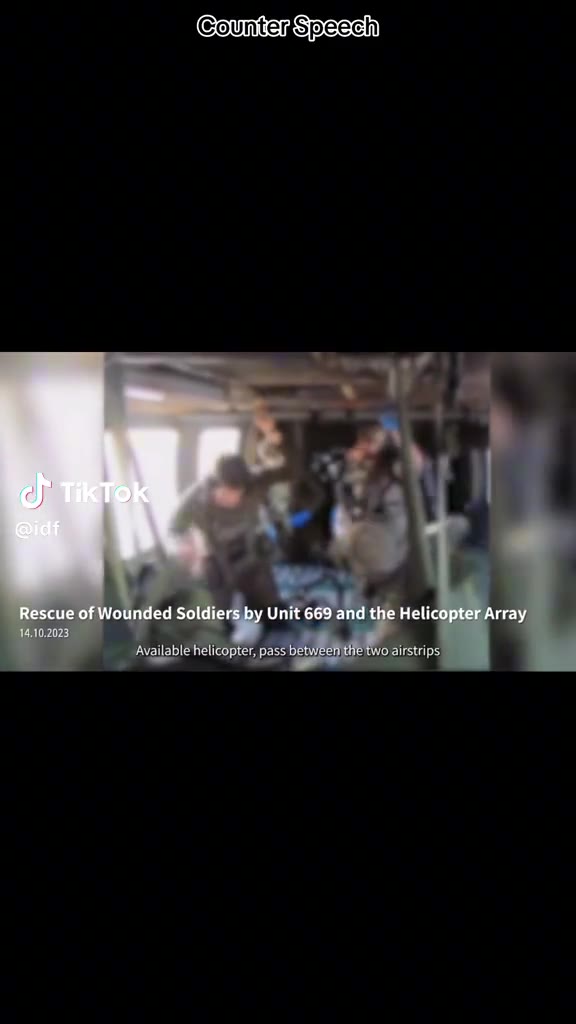 Counter Speech
TikTok
@idf
Rescue of Wounded Soldiers by Unit 669 and the Helicopter Array
14.10.2023
Available helicopter, pass between the two airstrips